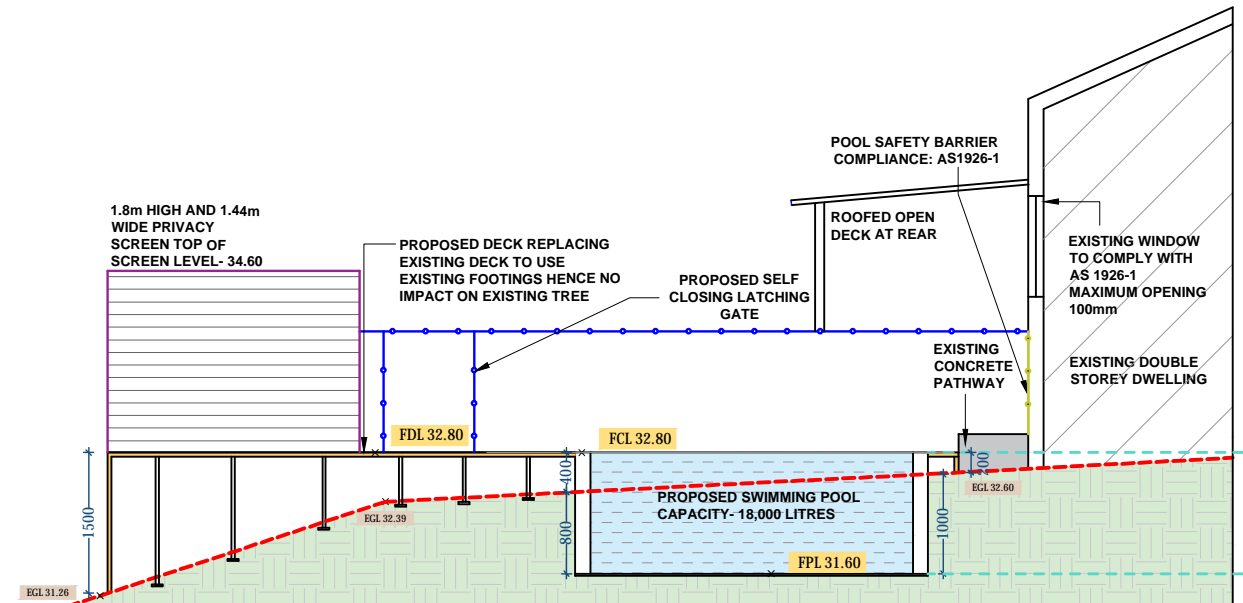 POOL SAFETY BARRIER
COMPLIANCE: AS1926-1
1.8m HIGH AND 1.44m
WIDE PRIVACY
SCREEN TOP OF
SCREEN LEVEL- 34.60
PROPOSED DECK REPLACING
EXISTING DECK TO USE
EXISTING FOOTINGS HENCE NO
IMPACT ON EXISTING TREE
PROPOSED SELF
CLOSING LATCHING
GATE
ROOFED OPEN
DECK AT REAR
EXISTING WINDOW
TO COMPLY WITH
AS 1926-1
MAXIMUM OPENING
100mm
EXISTING
CONCRETE
PATHWAY
EXISTING DOUBLE
STOREY DWELLING
FDL 32.80
FCL 32.80
400
200
EGL 32.60
PROPOSED SWIMMING POOL
CAPACITY- 18,000 LITRES
EGL 32.39
1500
800
1000
FPL 31.60
EGL 31.26